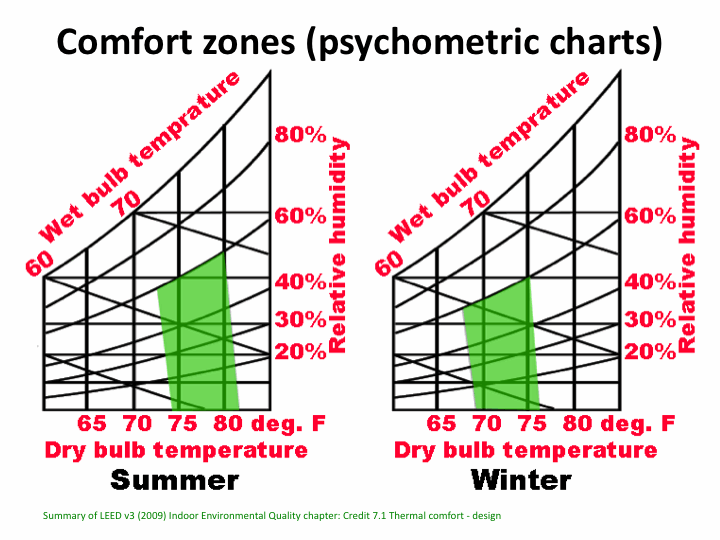 Comfort zones (psychometric charts)
Wet bulb temprature
60
70
80%
60%
40%
30%
20%
Relative humidity
65 70 75 80 deg. F
Dry bulb temperature
Summer
Wet bulb temprature
60
70
80%
60%
40%
30%
20%
Relative humidity
65 70 75 80 deg. F
Dry bulb temperature
Winter
Summary of LEED v3 (2009) Indoor Environmental Quality chapter: Credit 7.1 Thermal comfort - design